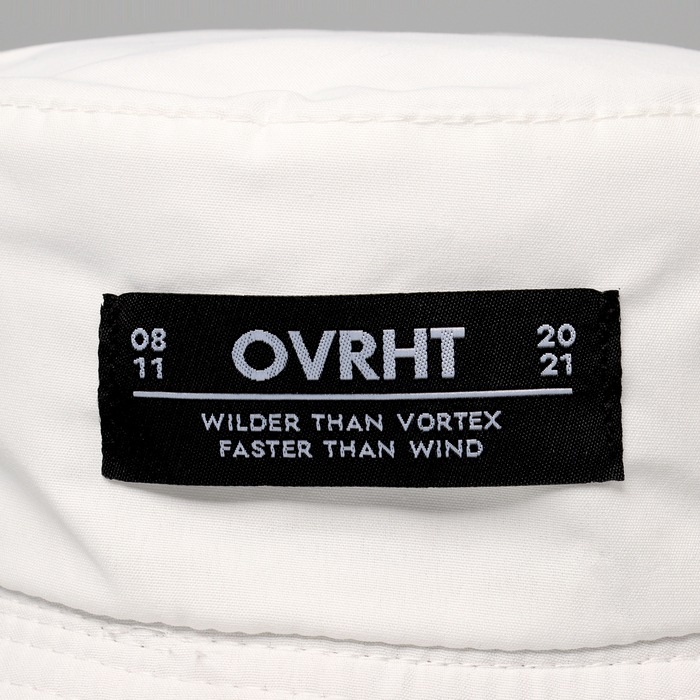 08 OVRHT 20
11 21
WILDER THAN VORTEX
FASTER THAN WIND